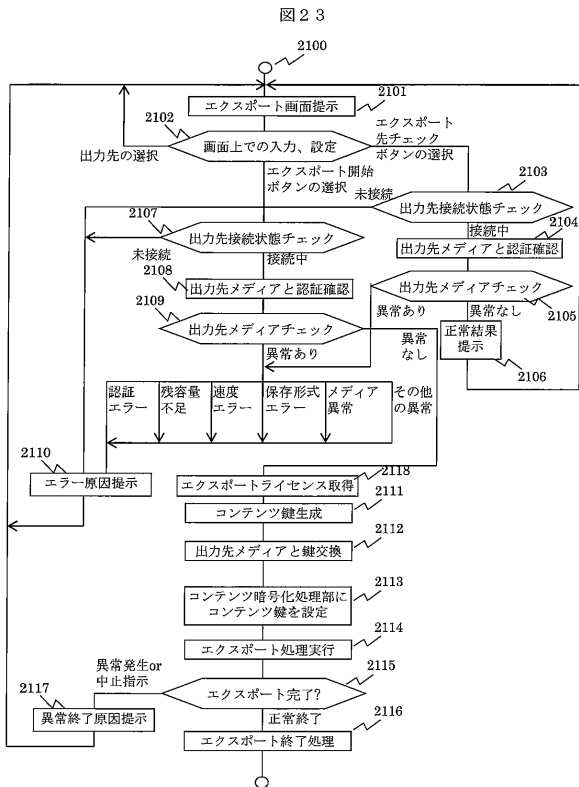 図２３
2100
エクスポート画面提示
2101
2102
画面上での入力、設定
エクスポート
先チェック
ボタンの選択
出力先の選択
エクスポート開始
ボタンの選択
未接続
2103
出力先接続状態チェック
2107
出力先接続状態チェック
接続中
2104
出力先メディアと認証確認
未接続
接続中
2108
出力先メディアと認証確認
出力先メディアチェック
2105
2109
出力先メディアチェック
異常あり
異常なし
正常結果
提示
2106
異常あり
異常
なし
認証
エラー
残容量
不足
速度
エラー
保存形式
エラー
メディア
異常
その他
の異常
2110
エラー原因提示
2118
エクスポートライセンス取得
2111
コンテンツ鍵生成
2112
出力先メディアと鍵交換
2113
コンテンツ暗号化処理部に
コンテンツ鍵を設定
2114
エクスポート処理実行
異常発生or
中止指示
2115
エクスポート完了?
2117
異常終了原因提示
正常終了
2116
エクスポート終了処理